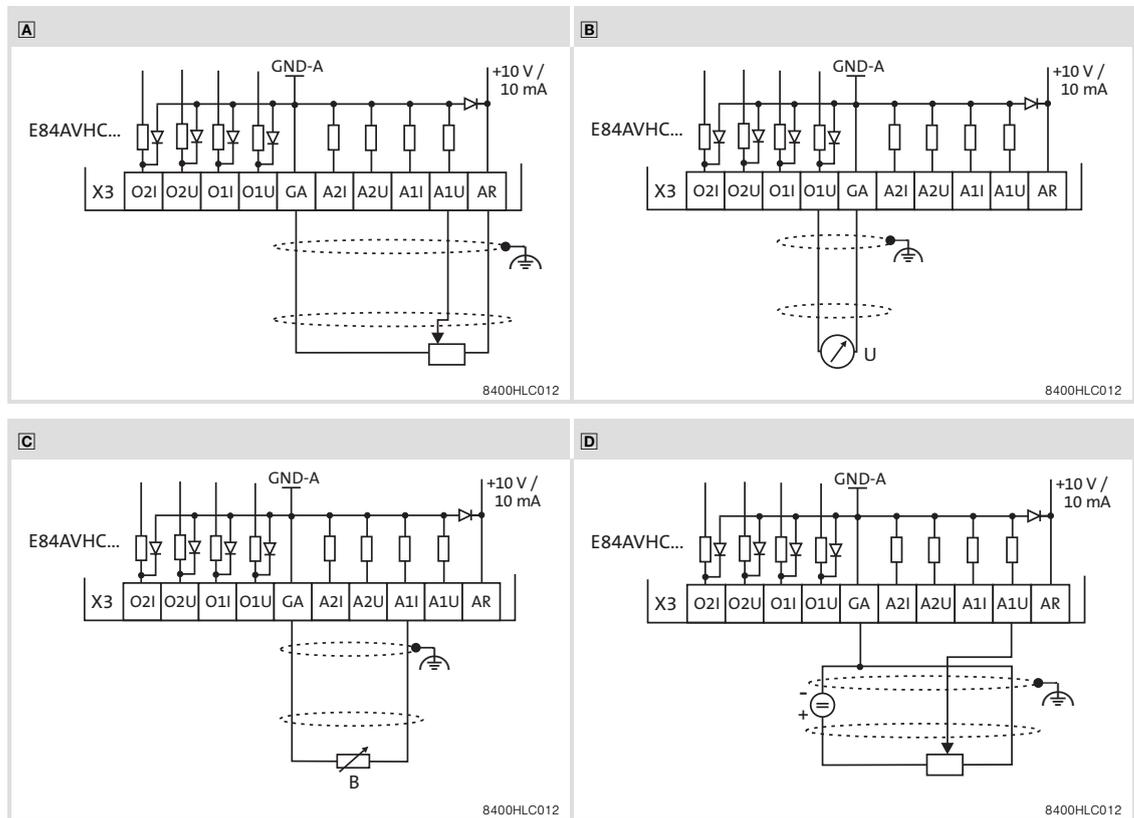 A
GND-A
+10 V /
10 mA
E84AVHC...
X3 O2I O2U O1I O1U GA A2I A2U A1I A1U AR
8400HLC012
B
GND-A
+10 V /
10 mA
E84AVHC...
X3 O2I O2U O1I O1U GA A2I A2U A1I A1U AR
U
8400HLC012
C
GND-A
+10 V /
10 mA
E84AVHC...
X3 O2I O2U O1I O1U GA A2I A2U A1I A1U AR
B
8400HLC012
D
GND-A
+10 V /
10 mA
E84AVHC...
X3 O2I O2U O1I O1U GA A2I A2U A1I A1U AR
-
+
8400HLC012